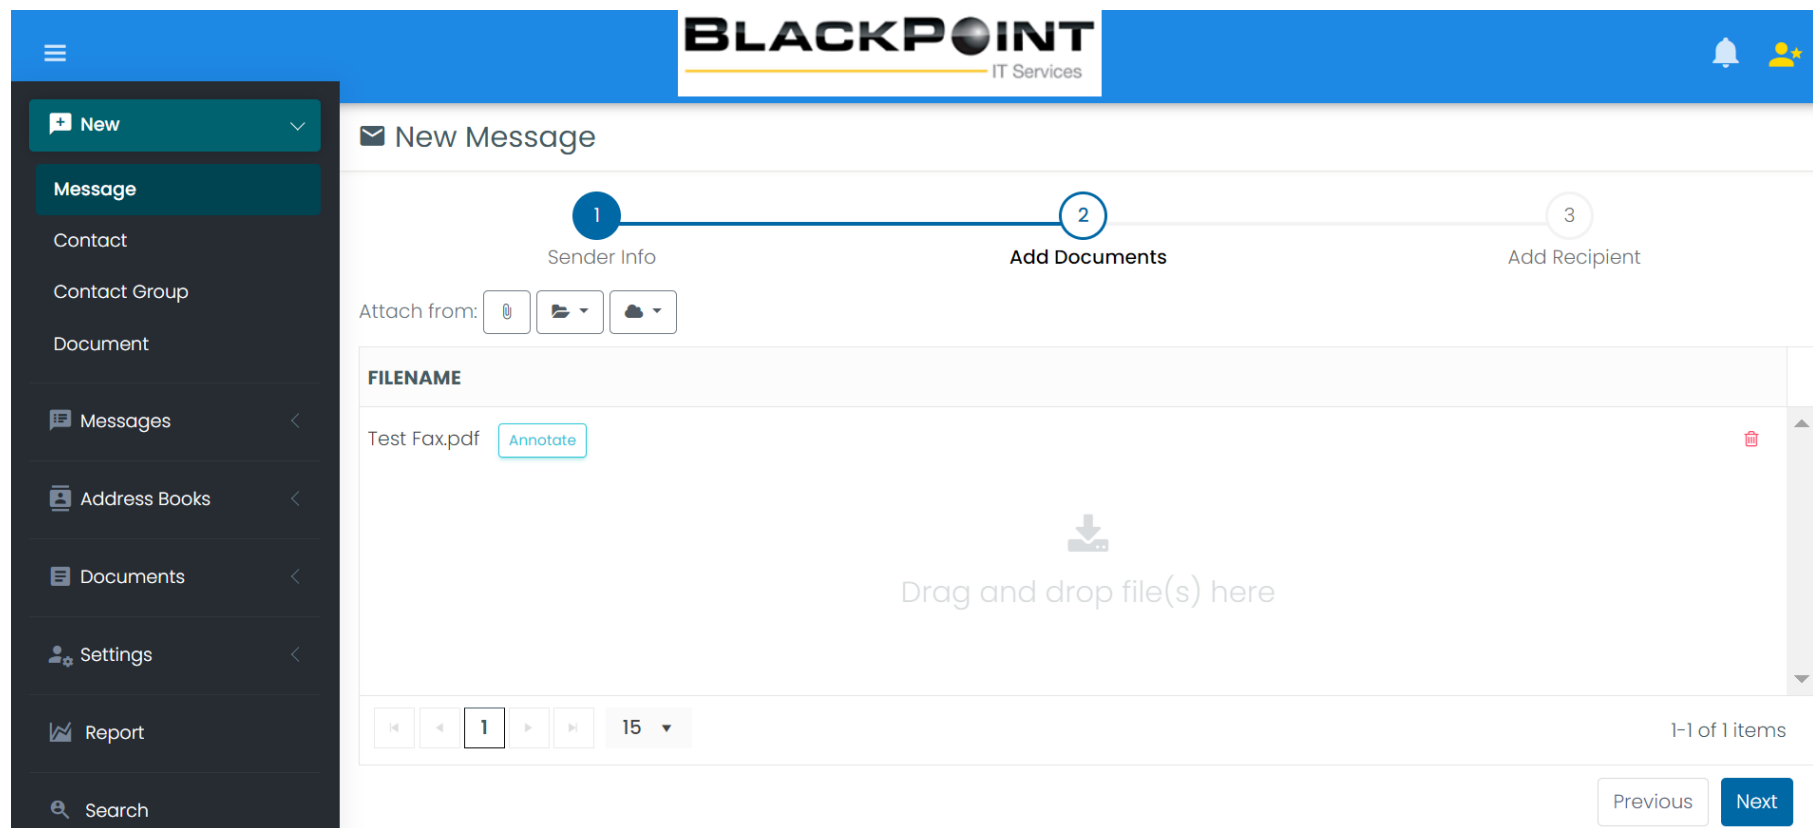 BLACKPOINT
IT Services
New
Message
Contact
Contact Group
Document
Messages
Address Books
Documents
Settings
Report
Search
New Message
1
2
3
Sender Info
Add Documents
Add Recipient
Attach from:
FILENAME
Test Fax.pdf Annotate
Drag and drop file(s) here
1 15
1-1 of 1 items
Previous Next